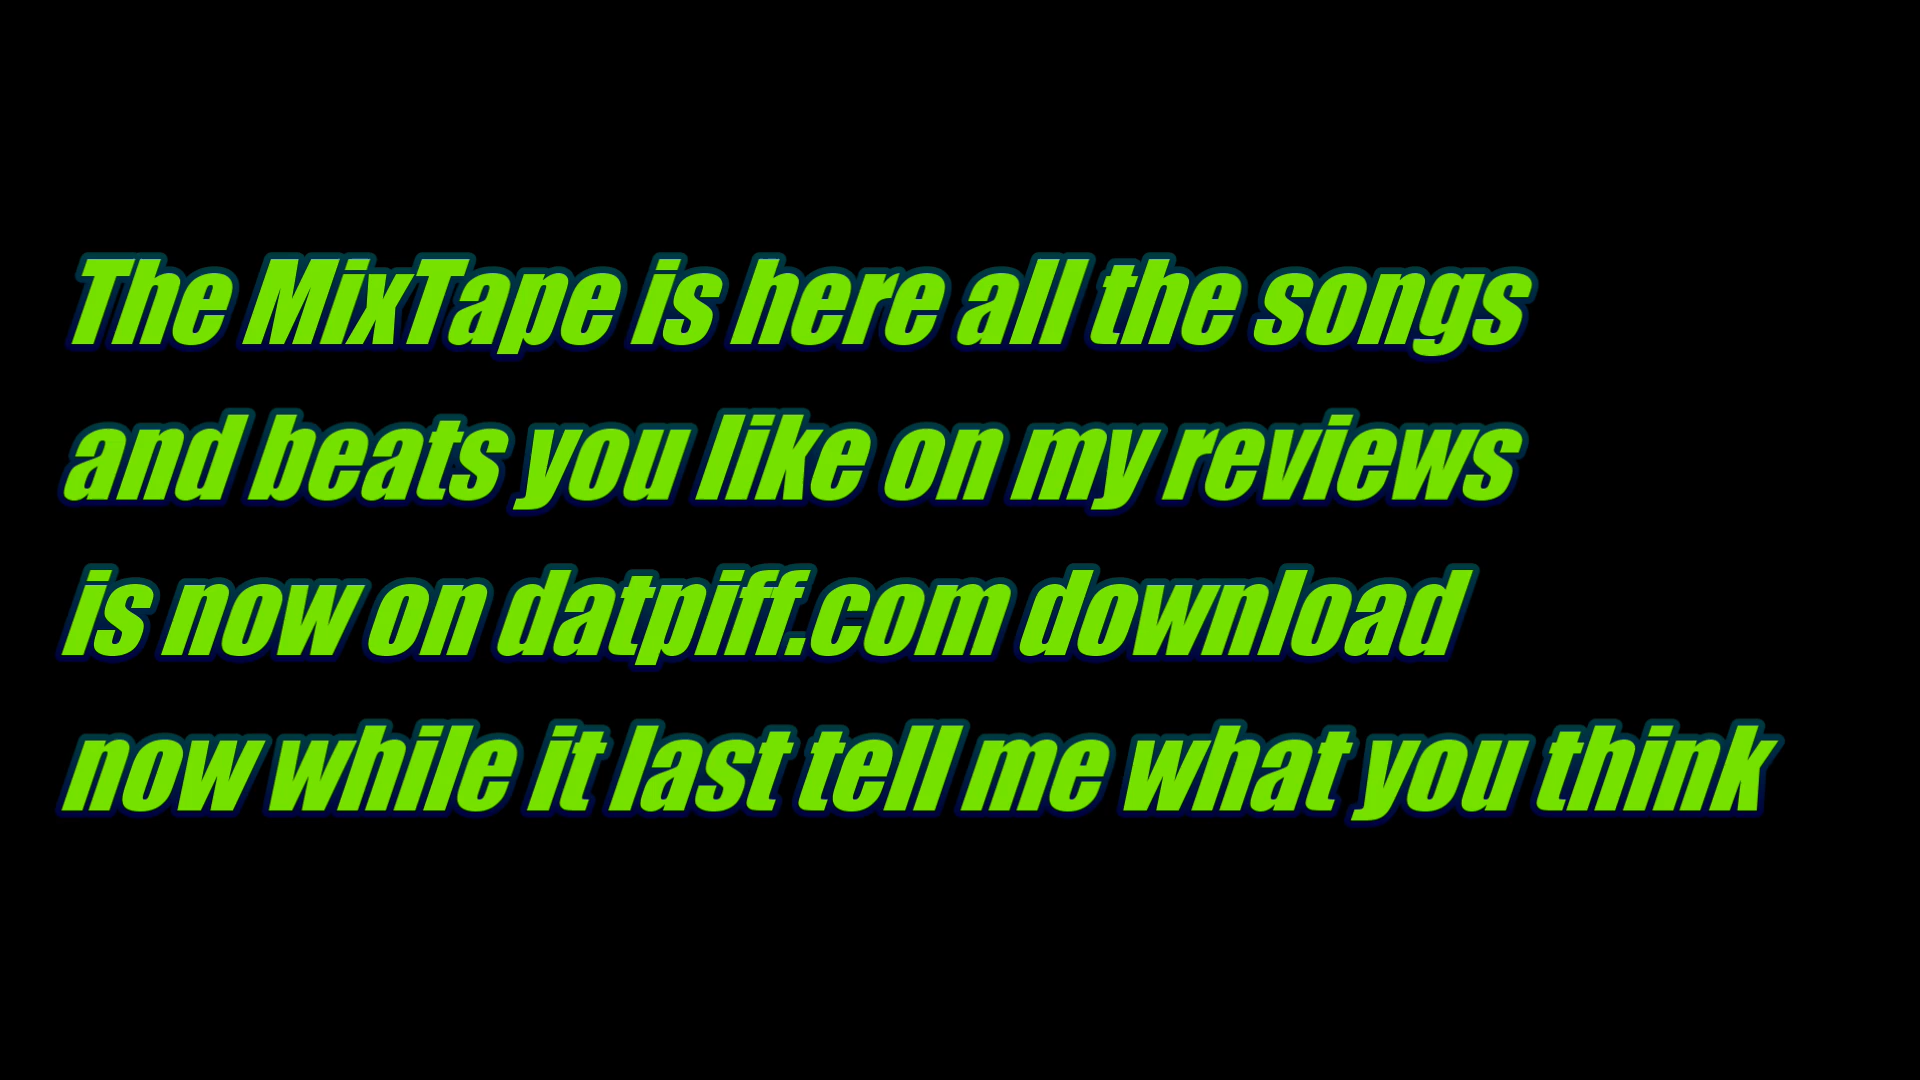 The MixTape is here all the songs
and beats you like on my reviews
is now on datpiff.com download
now while it last tell me what you think